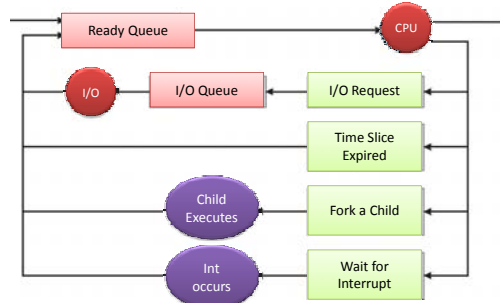 Ready Queue
CPU
I/O
I/O Queue
I/O Request
Time Slice
Expired
Child
Executes
Fork a Child
Int
occurs
Wait for
Interrupt